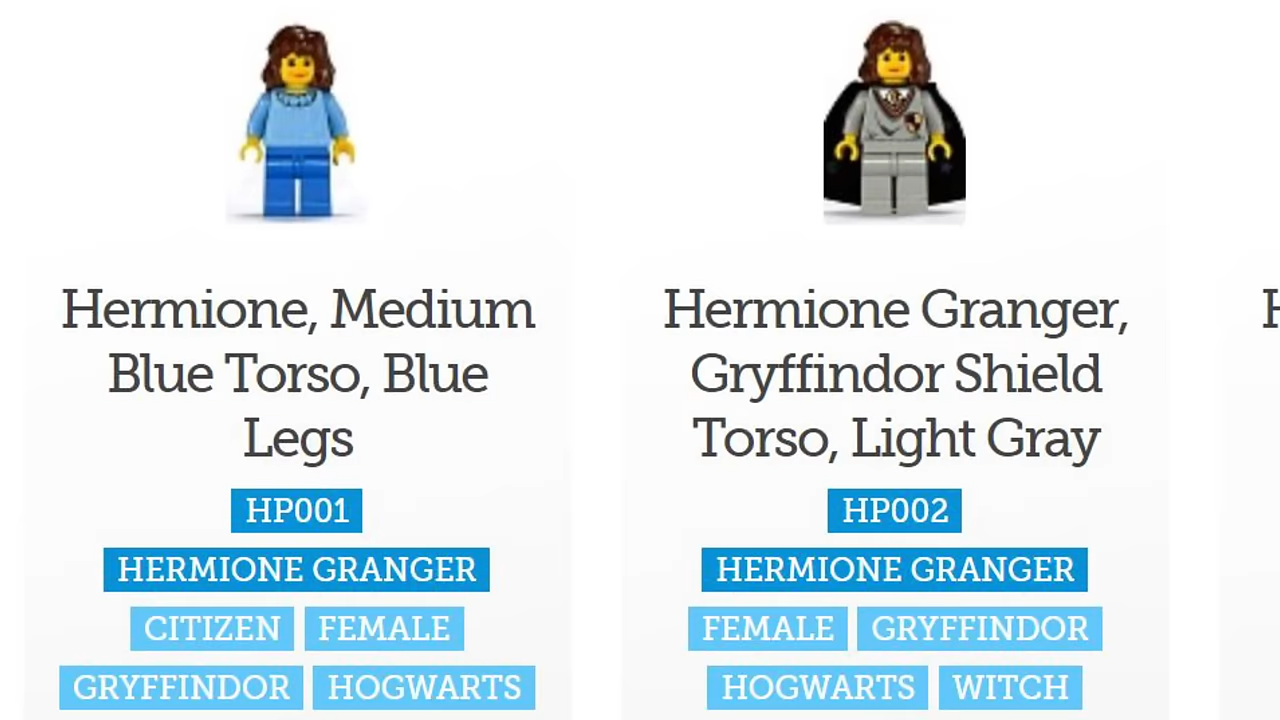 Hermione, Medium
Blue Torso, Blue
Legs
HP001
HERMIONE GRANGER
CITIZEN FEMALE
GRYFFINDOR HOGWARTS
Hermione Granger,
Gryffindor Shield
Torso, Light Gray
HP002
HERMIONE GRANGER
FEMALE GRYFFINDOR
HOGWARTS WITCH